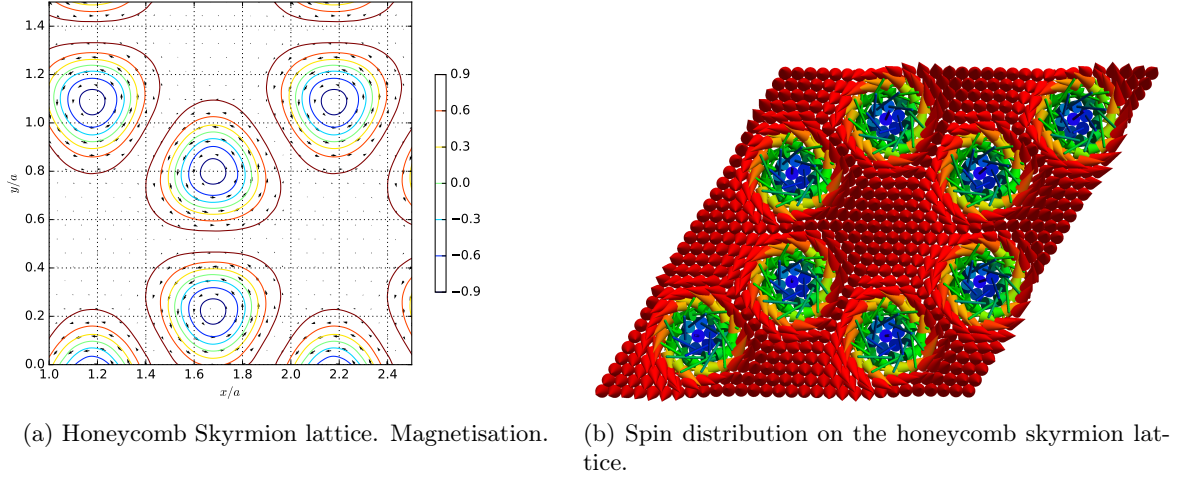 1.4
1.2
1.0
0.8
0.6
0.4
0.2
0.0
y/a
1.0 1.2 1.4 1.6 1.8 2.0 2.2 2.4
x/a
0.9
0.6
0.3
0.0
−0.3
−0.6
−0.9
(a) Honeycomb Skyrmion lattice. Magnetisation.
(b) Spin distribution on the honeycomb skyrmion lat-
tice.